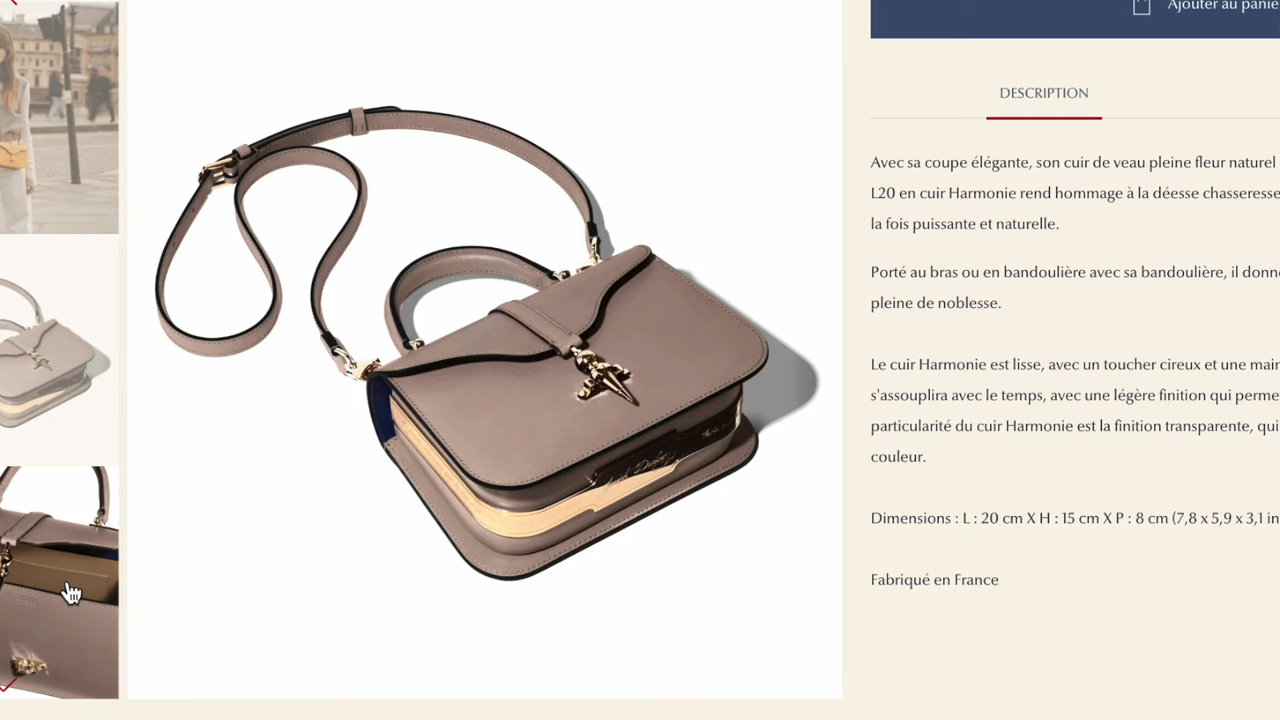 Ajouter au panie
DESCRIPTION
Avec sa coupe élégante, son cuir de veau pleine fleur naturel
L20 en cuir Harmonie rend hommage à la déesse chasseresse
la fois puissante et naturelle.
Porté au bras ou en bandoulière avec sa bandoulière, il donn
pleine de noblesse.
Le cuir Harmonie est lisse, avec un toucher cireux et une main
s'assouplira avec le temps, avec une légère finition qui perme
particularité du cuir Harmonie est la finition transparente, qui
couleur.
Dimensions : L : 20 cm X H : 15 cm X P : 8 cm (7,8 x 5,9 x 3,1 in
Fabriqué en France